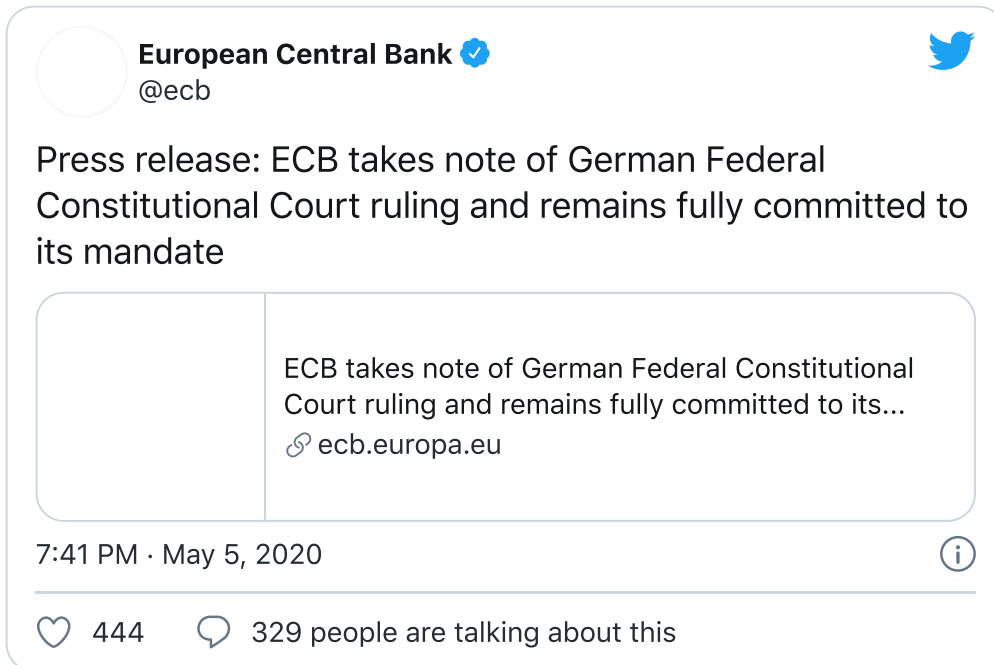 European Central Bank
@ecb
Press release: ECB takes note of German Federal
Constitutional Court ruling and remains fully committed to
its mandate
ECB takes note of German Federal Constitutional
Court ruling and remains fully committed to its...
ecb.europa.eu
7:41 PM · May 5, 2020
444 329 people are talking about this